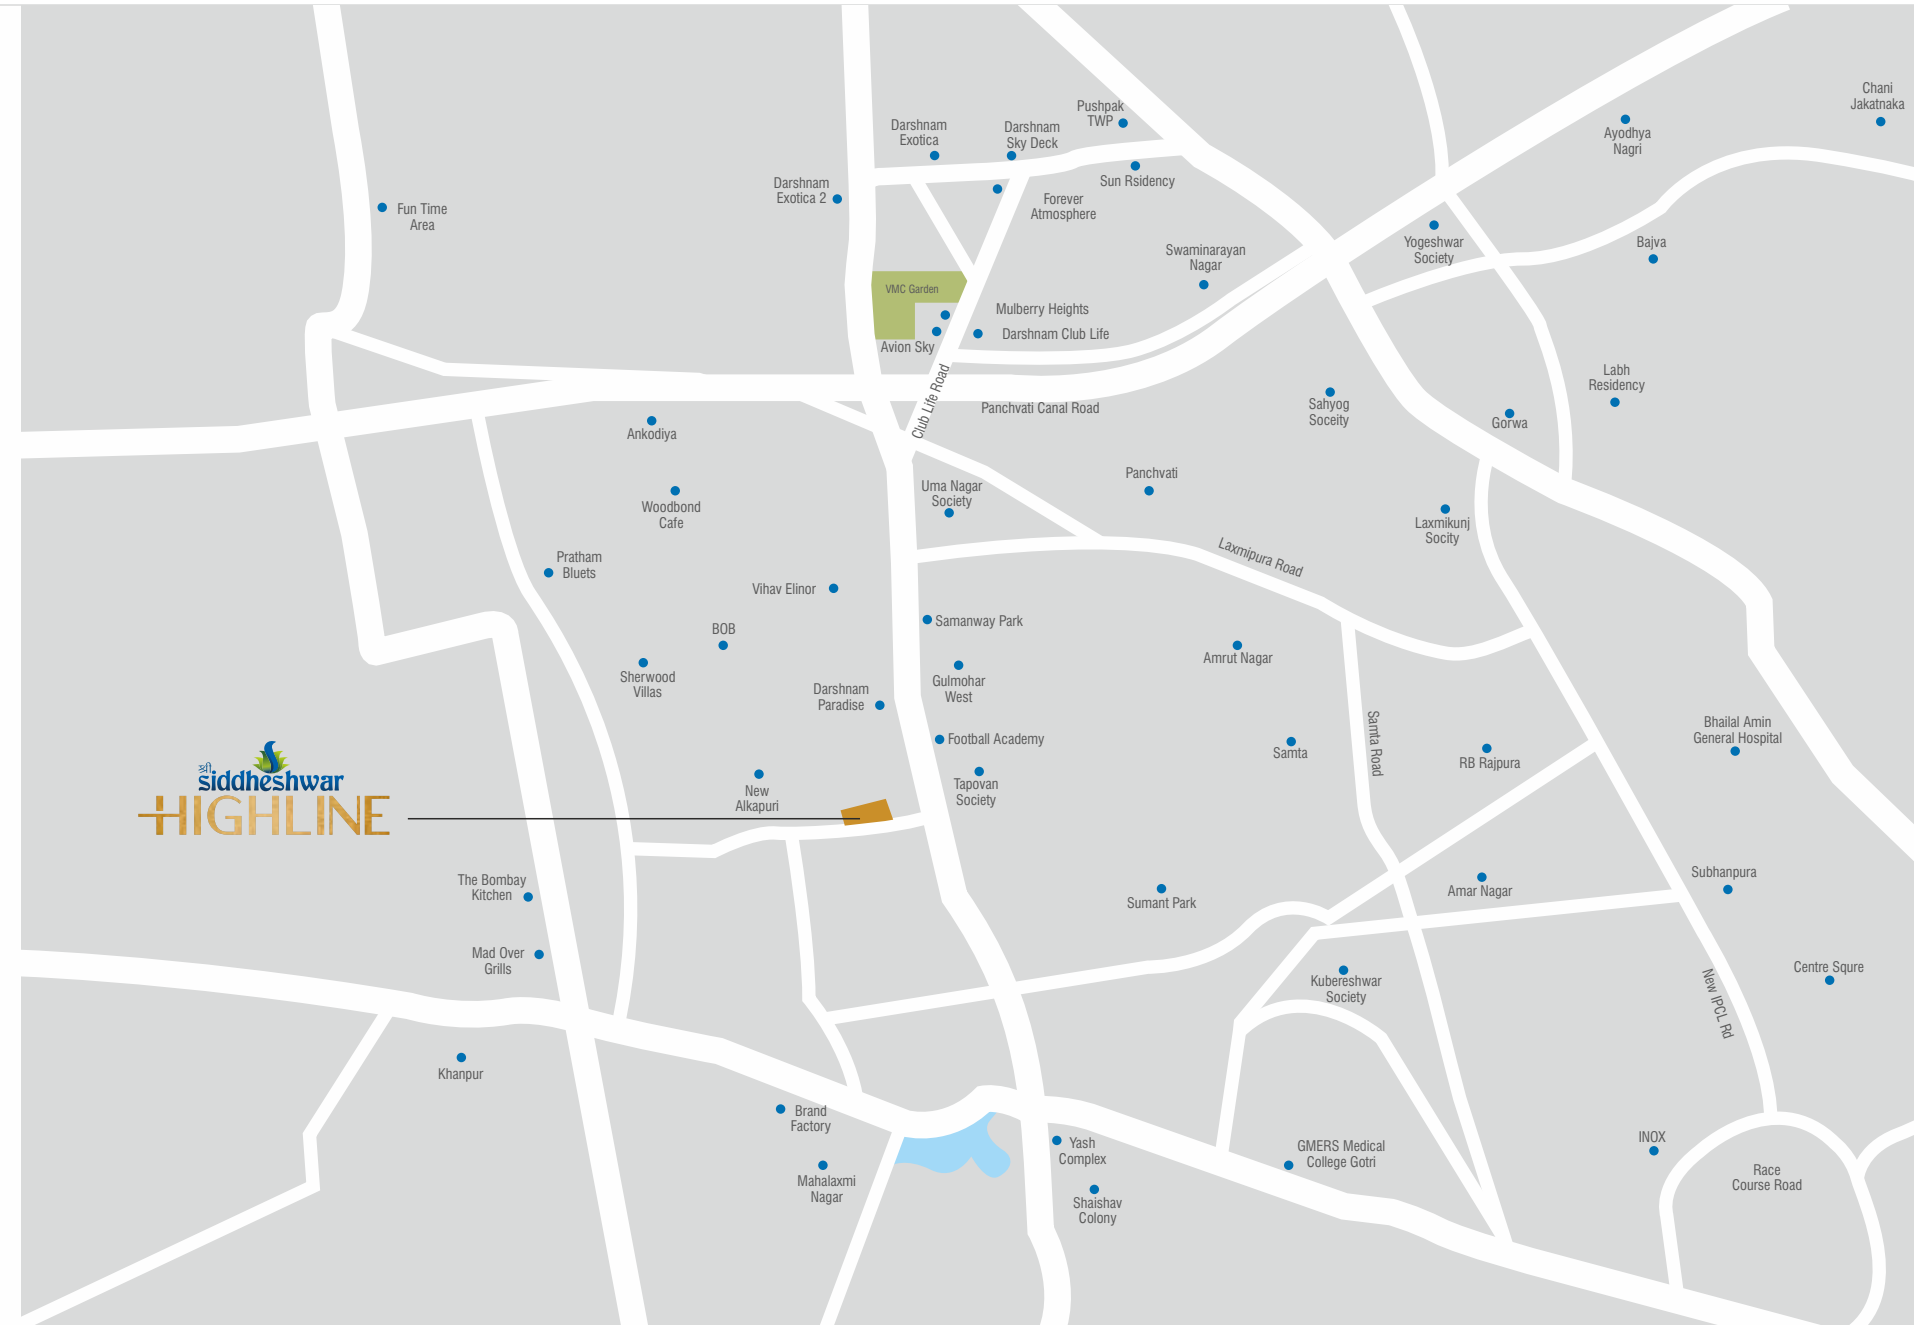 Chani
Jakatnaka
Pushpak
TWP
Darshnam
Exotica
Darshnam
Sky Deck
Ayodhya
Nagri
Darshnam
Exotica 2
Sun Rsidency
Forever
Atmosphere
Fun Time
Area
Swaminarayan
Nagar
Yogeshwar
Society
Bajva
VMC Garden
Mulberry Heights
Darshnam Club Life
Avion Sky
Club Life Road
Panchvati Canal Road
Labh
Residency
Sahyog
Soceity
Gorwa
Ankodiya
Panchvati
Uma Nagar
Society
Woodbond
Cafe
Laxmikunj
Socity
Laxmipura Road
Pratham
Bluets
Vihav Elinor
Samanway Park
BOB
Amrut Nagar
Sherwood
Villas
Gulmohar
West
Darshnam
Paradise
Samta Road
Football Academy
Samta
RB Rajpura
Bhailal Amin
General Hospital
श्री
siddheshwar
HIGHLINE
New
Alkapuri
Tapovan
Society
The Bombay
Kitchen
Sumant Park
Amar Nagar
Subhanpura
Mad Over
Grills
Kubereshwar
Society
New IPCL Rd
Centre Squre
Khanpur
Brand
Factory
Yash
Complex
GMERS Medical
College Gotri
INOX
Mahalaxmi
Nagar
Shaishav
Colony
Race
Course Road